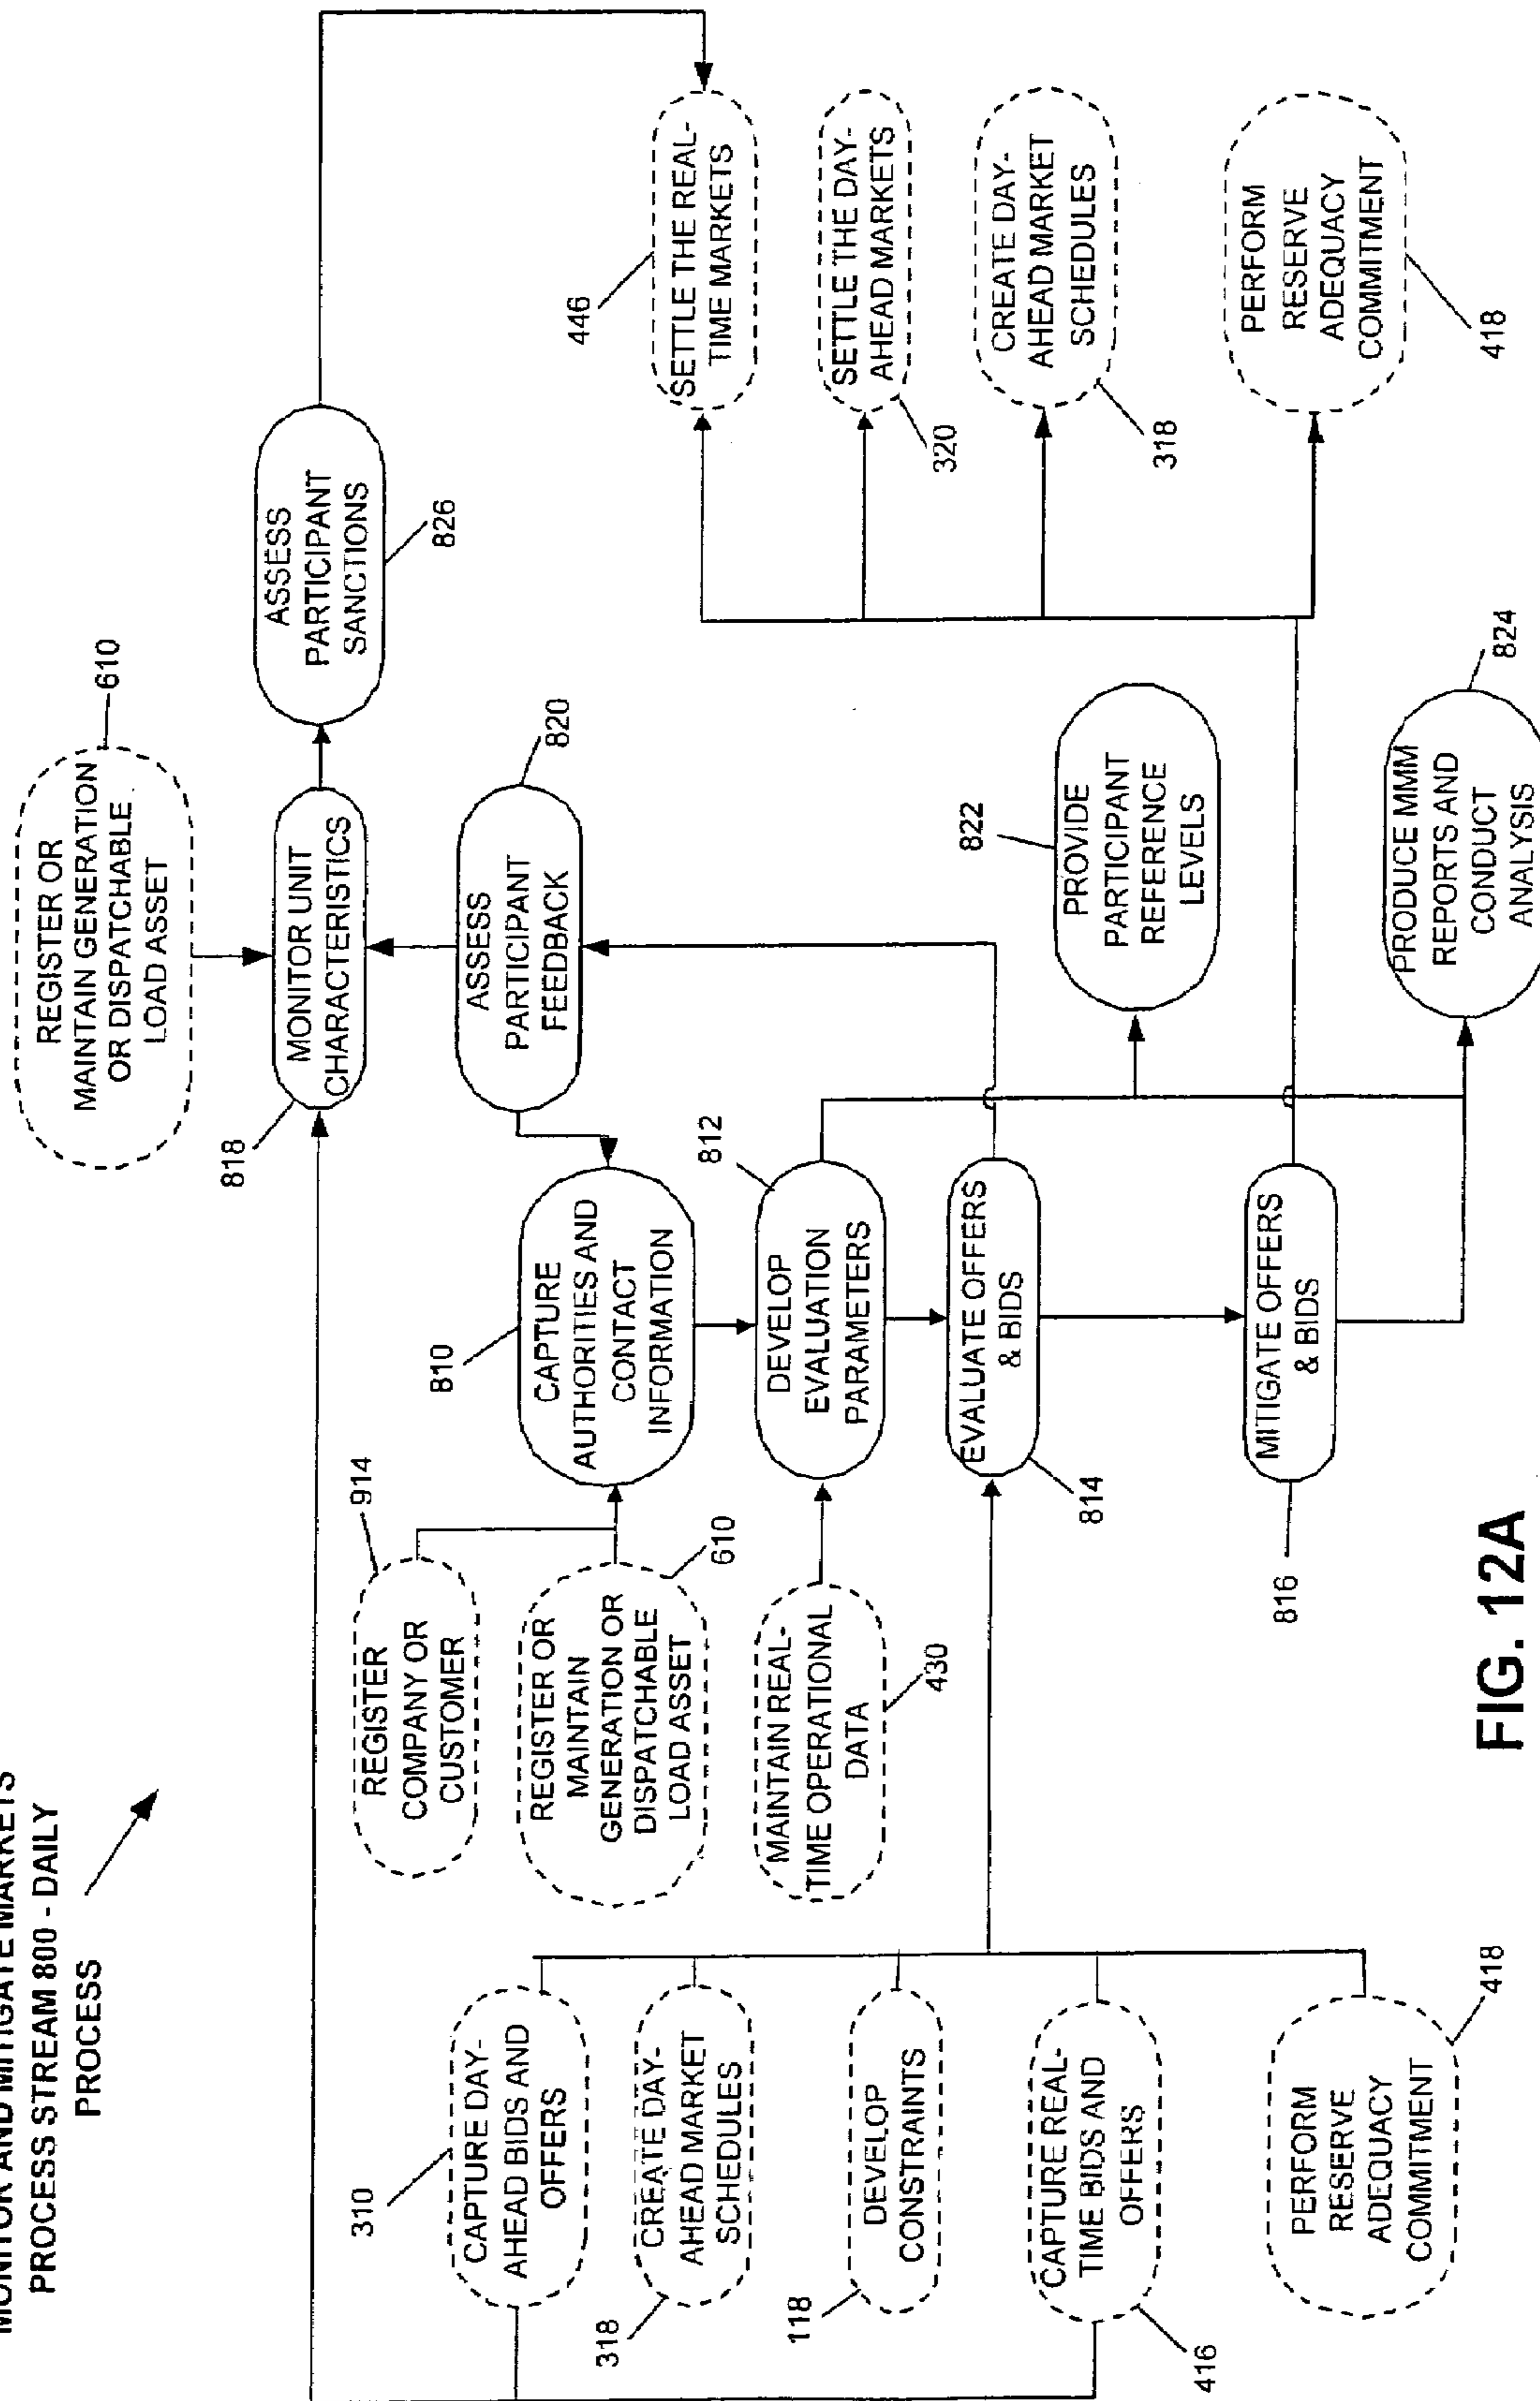 MONITOR AND MITIGATE MARKETS
PROCESS STREAM 800 - DAILY
PROCESS
310
CAPTURE DAY-
AHEAD BIDS AND
OFFERS
318
CREATE DAY-
AHEAD MARKET
SCHEDULES
118
DEVELOP
CONSTRAINTS
416
CAPTURE REAL-
TIME BIDS AND
OFFERS
418
PERFORM
RESERVE
ADEQUACY
COMMITMENT
914
REGISTER
COMPANY OR
CUSTOMER
610
REGISTER OR
MAINTAIN
GENERATION OR
DISPATCHABLE
LOAD ASSET
430
MAINTAIN REAL-
TIME OPERATIONAL
DATA
810
CAPTURE
AUTHORITIES AND
CONTACT
INFORMATION
812
DEVELOP
EVALUATION
PARAMETERS
814
EVALUATE OFFERS
& BIDS
816
MITIGATE OFFERS
& BIDS
610
REGISTER OR
MAINTAIN GENERATION
OR DISPATCHABLE
LOAD ASSET
818
MONITOR UNIT
CHARACTERISTICS
820
ASSESS
PARTICIPANT
FEEDBACK
822
PROVIDE
PARTICIPANT
REFERENCE
LEVELS
824
PRODUCE MMM
REPORTS AND
CONDUCT
ANALYSIS
826
ASSESS
PARTICIPANT
SANCTIONS
446
SETTLE THE REAL-
TIME MARKETS
320
SETTLE THE DAY-
AHEAD MARKETS
318
CREATE DAY-
AHEAD MARKET
SCHEDULES
418
PERFORM
RESERVE
ADEQUACY
COMMITMENT
FIG. 12A